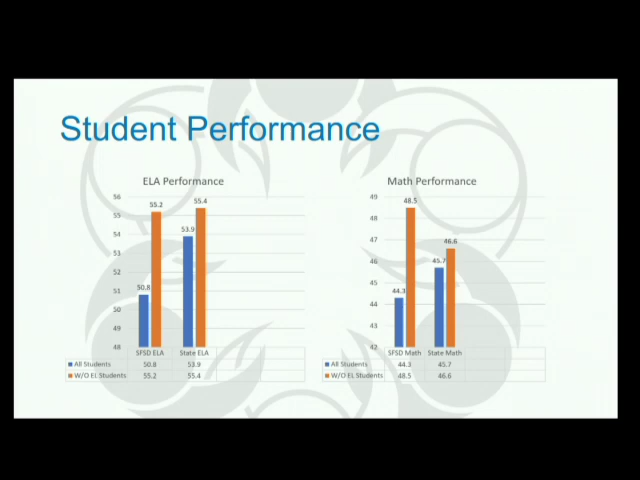 Student Performance
ELA Performance
56
55
54
53
52
51
50
49
48
50.8
55.2
53.9
55.4
SFSD ELA State ELA
All Students 50.8 53.9
W/O EL Students 55.2 55.4
Math Performance
49
48
47
46
45
44
43
42
44.3
48.5
45.7
46.6
SFSD Math State Math
All Students 44.3 45.7
W/O EL Students 48.5 46.6